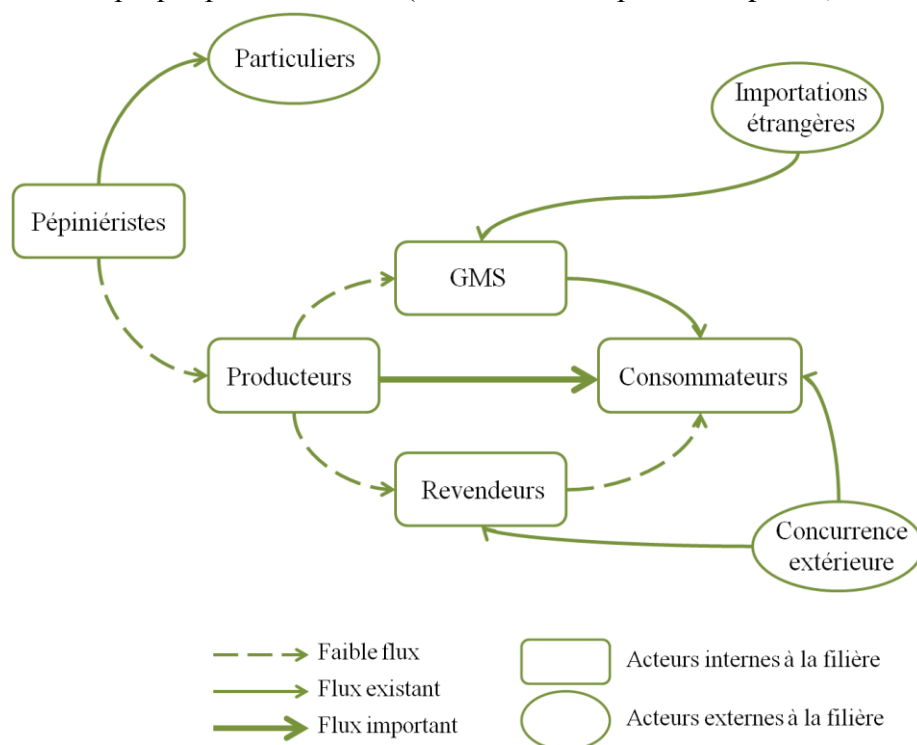 Particuliers
Importations
étrangères
Pépiniéristes
GMS
Producteurs
Consommateurs
Revendeurs
Concurrence
extérieure
Faible flux
Flux existant
Flux important
Acteurs internes à la filière
Acteurs externes à la filière